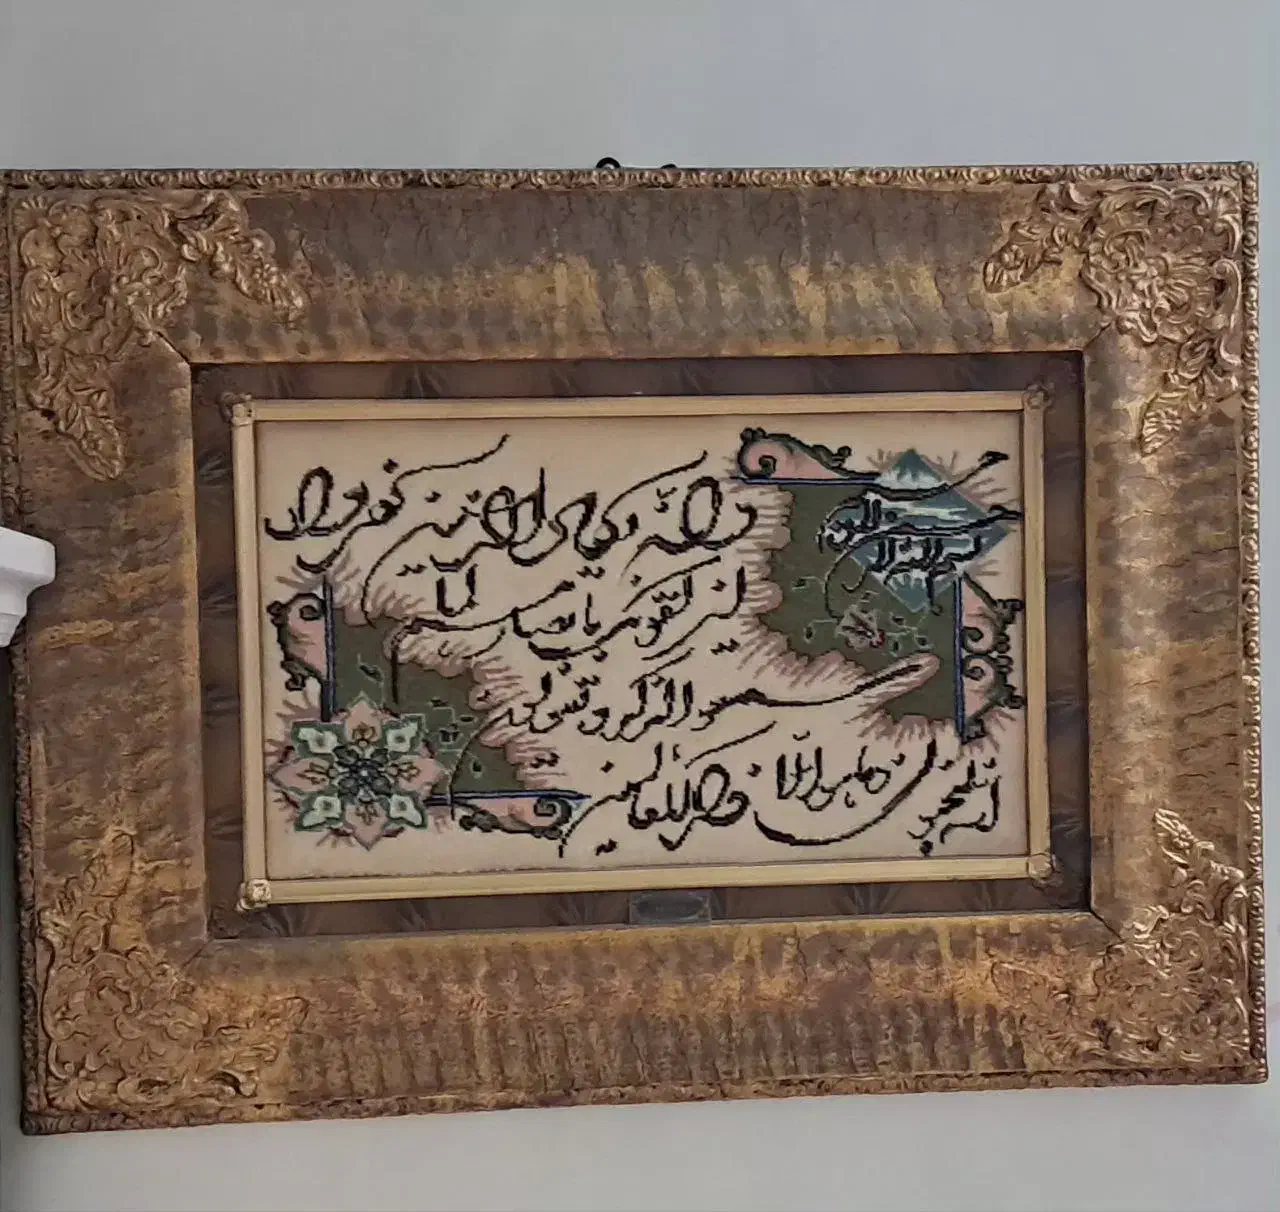 بسم الله الرحمن الرحیم
و ان یکاد الذین کفروا
لیزلقونک بابصارهم لما
سمعوا الذکر و یقولون
انه لمجنون و ما هو الا ذکر للعالمین